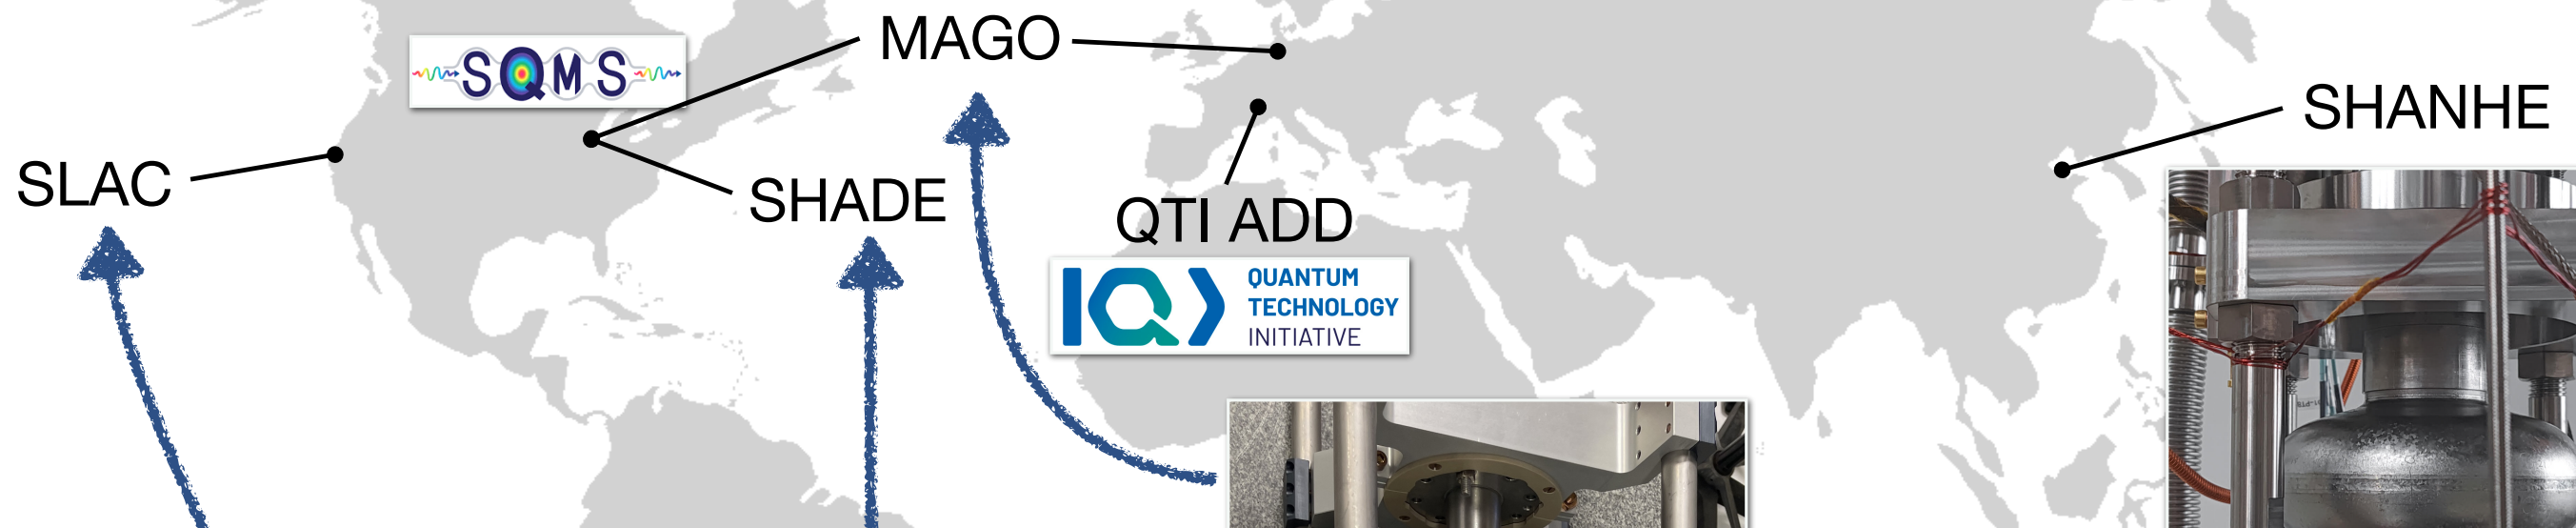 MAGO
SQMS
SHANHE
SLAC
SHADE
QTI ADD
QUANTUM
TECHNOLOGY
INITIATIVE